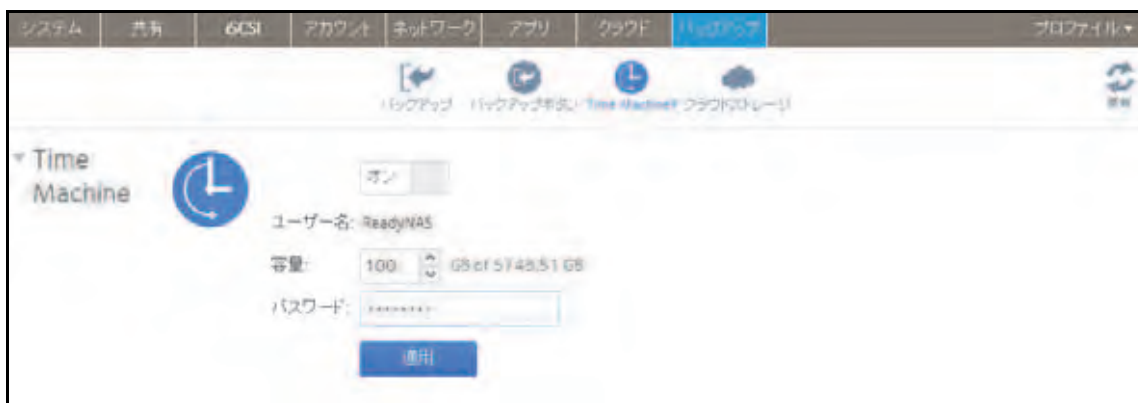 システム 共有 iSCSI アカウント ネットワーク アプリ クラウド バックアップ プロファイル
バックアップ バックアップボタン Time Machine クラウドストレージ
Time
Machine
オン
ユーザー名: ReadyNAS
容量: 100 GB of 5748.51 GB
パスワード: ••••••••
適用